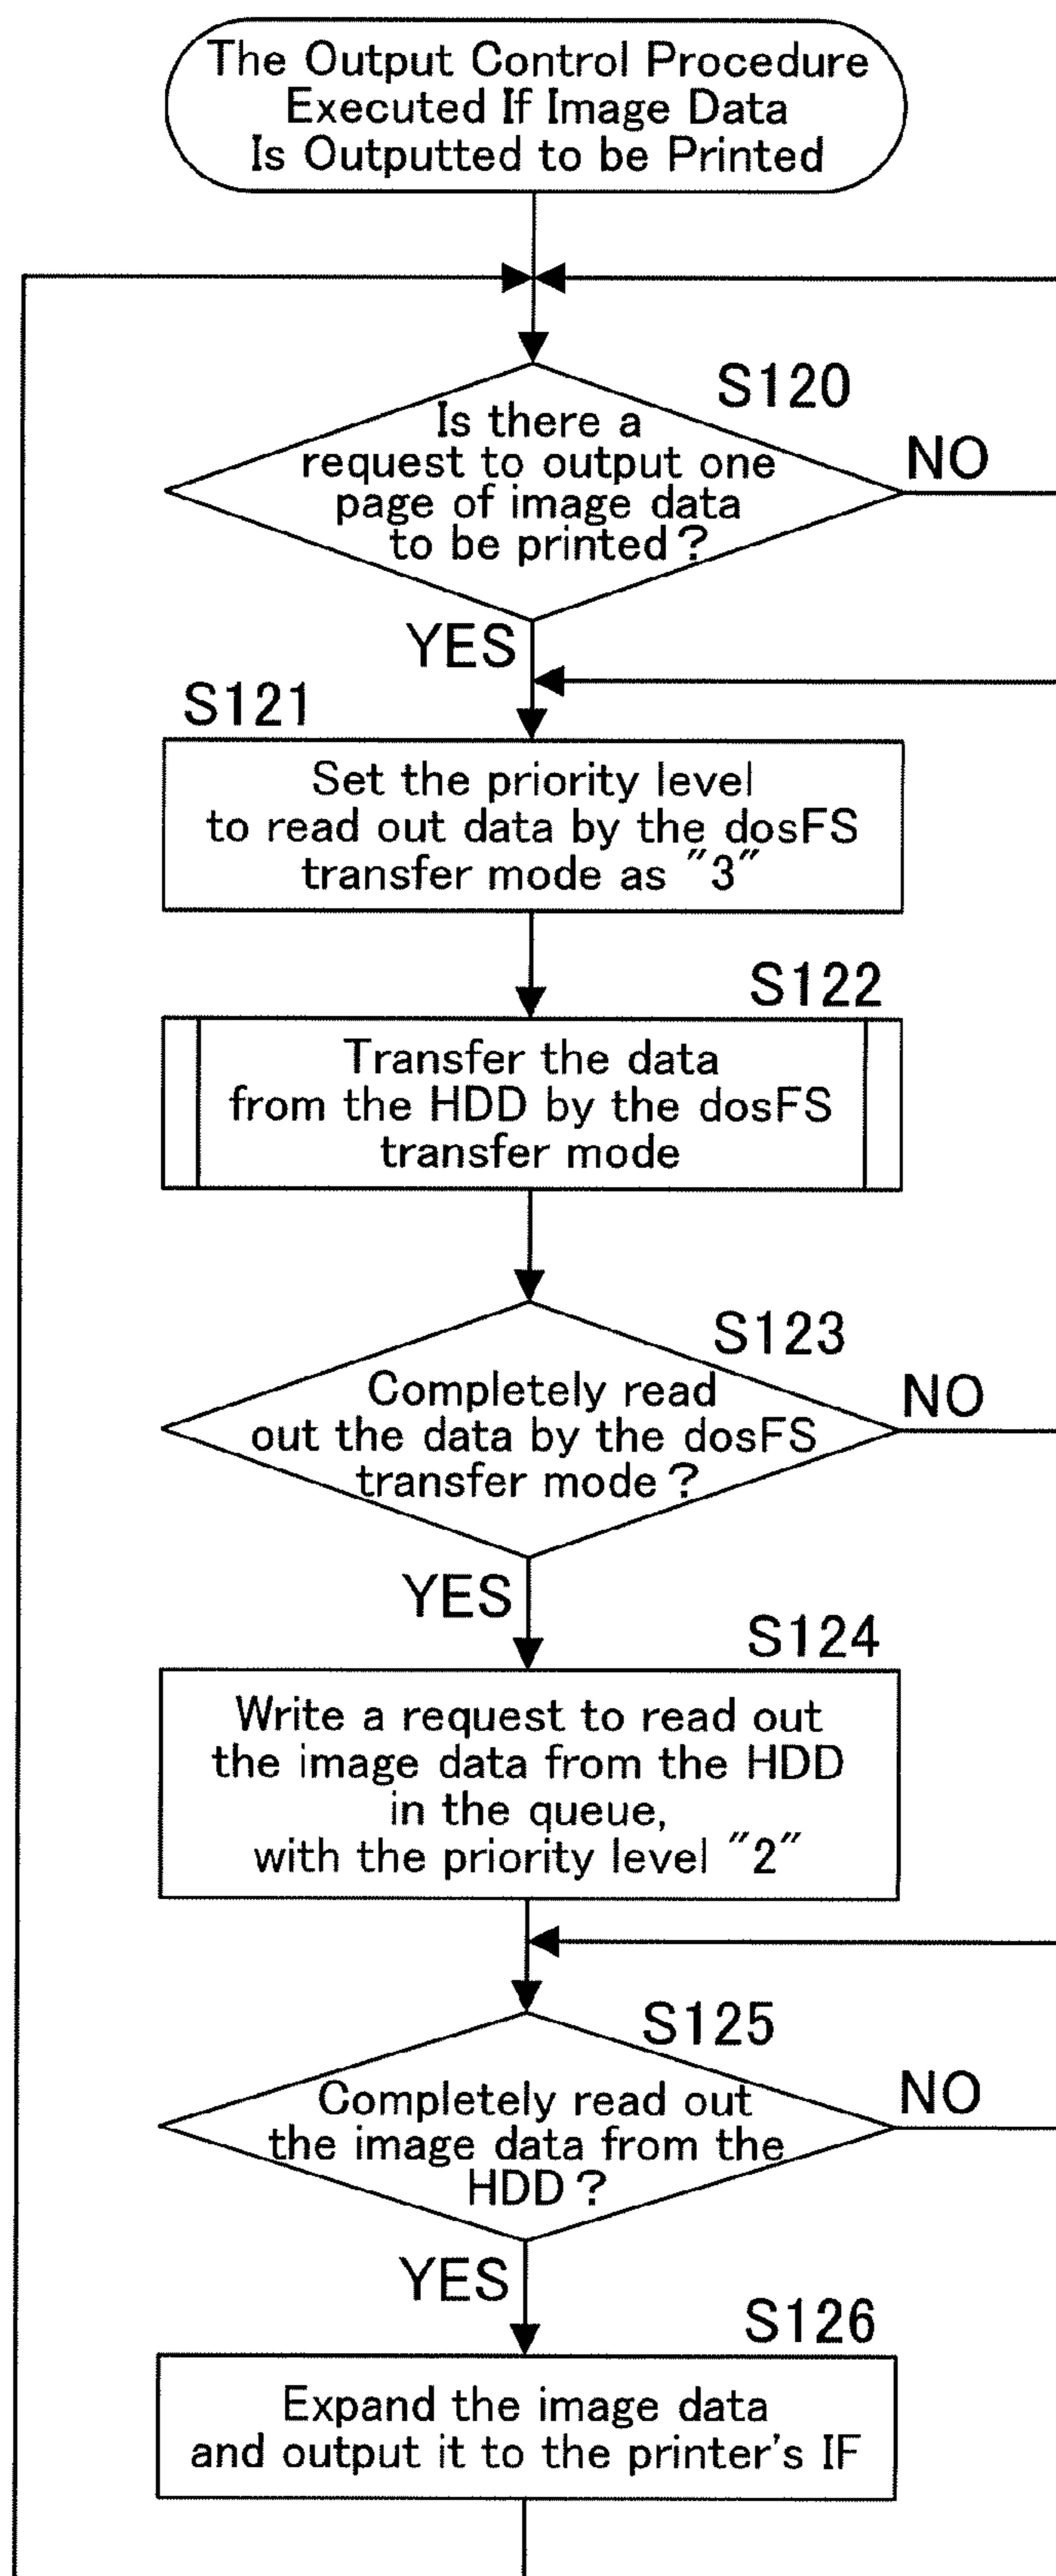 The Output Control Procedure
Executed If Image Data
Is Outputted to be Printed
S120
Is there a
request to output one
page of image data
to be printed?
NO
YES
S121
Set the priority level
to read out data by the dosFS
transfer mode as "3"
S122
Transfer the data
from the HDD by the dosFS
transfer mode
S123
Completely read
out the data by the dosFS
transfer mode?
NO
YES
S124
Write a request to read out
the image data from the HDD
in the queue,
with the priority level "2"
S125
Completely read out
the image data from the
HDD?
NO
YES
S126
Expand the image data
and output it to the printer's IF